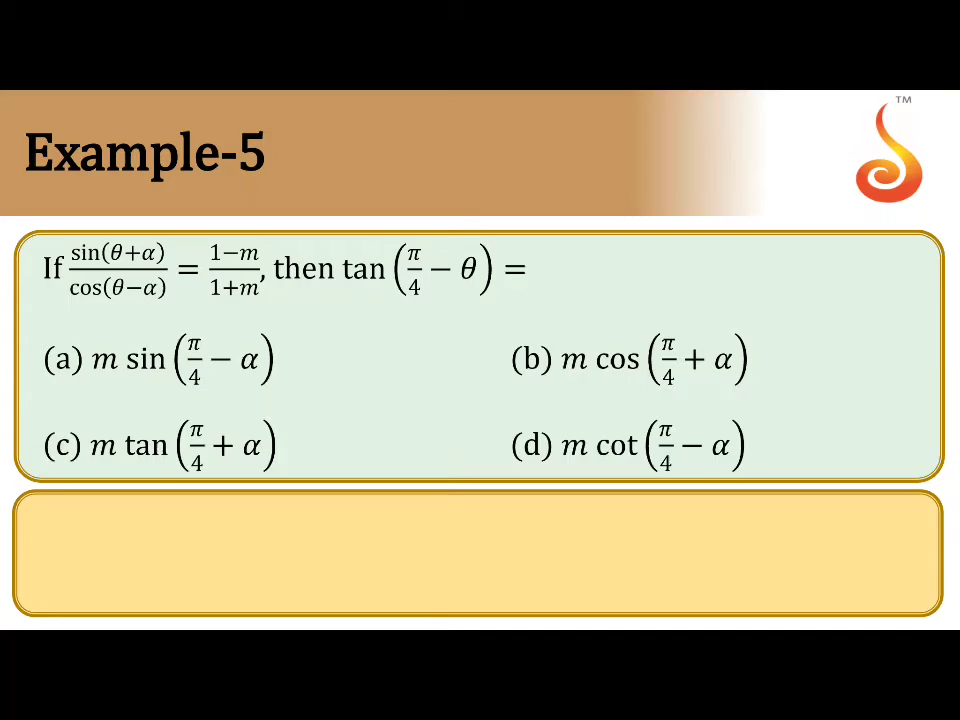 TM
Example-5
If sin(θ+α)/cos(θ−α) = 1−m/1+m, then tan (π/4 − θ) =
(a) m sin (π/4 − α) (b) m cos (π/4 + α)
(c) m tan (π/4 + α) (d) m cot (π/4 − α)